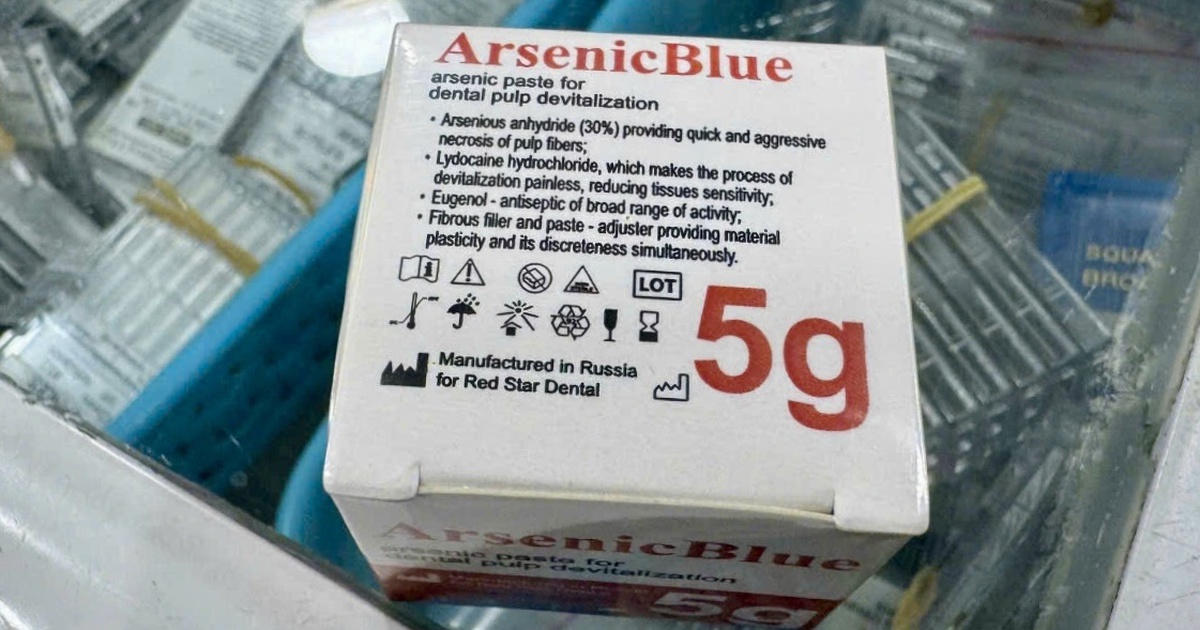 ArsenicBlue
arsenic paste for
dental pulp devitalization
• Arsenious anhydride (30%) providing quick and aggressive
necrosis of pulp fibers;
• Lydocaine hydrochloride, which makes the process of
devitalization painless, reducing tissues sensitivity;
• Eugenol - antiseptic of broad range of activity;
• Fibrous filler and paste - adjuster providing material
plasticity and its discreteness simultaneously.
LOT
5g
Manufactured in Russia
for Red Star Dental
ArsenicBlue
arsenic paste for
dental pulp devitalization
5g